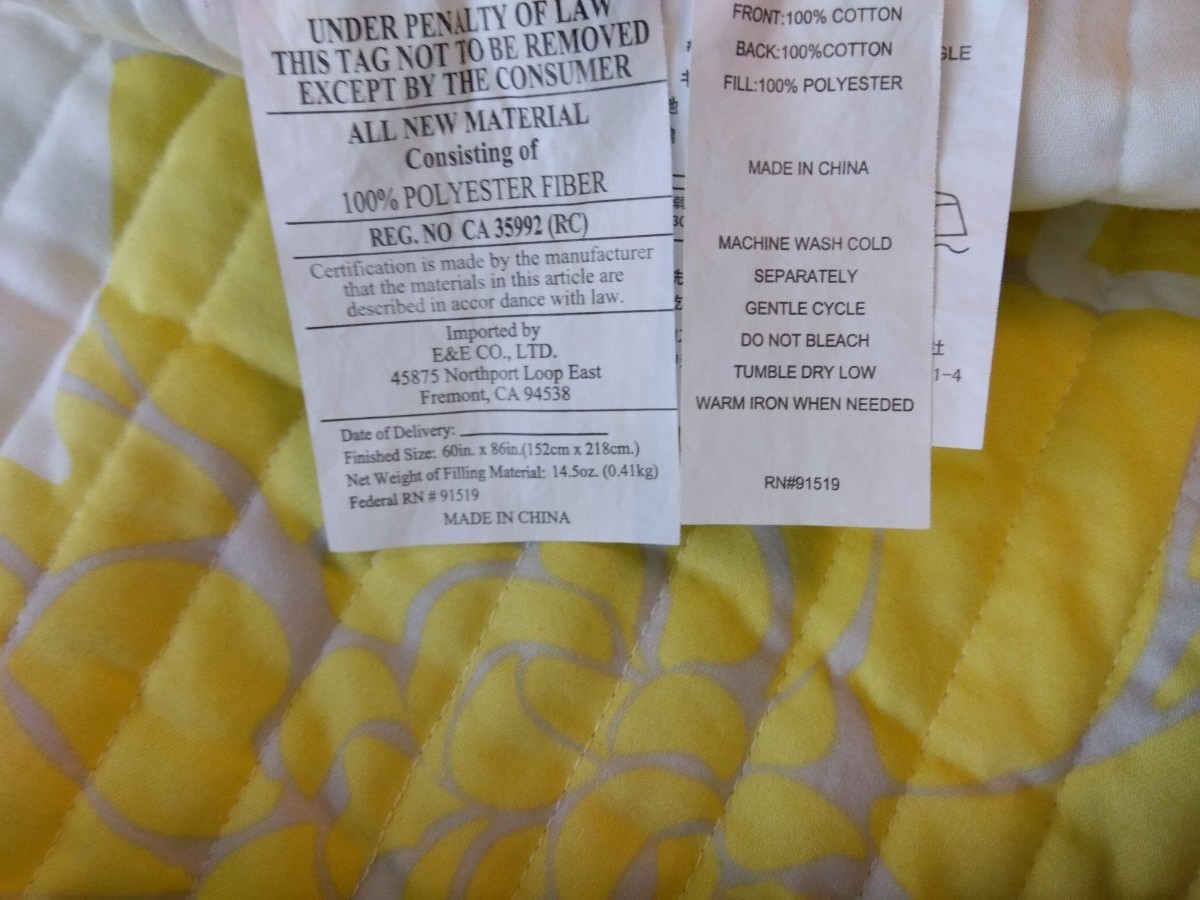 UNDER PENALTY OF LAW
THIS TAG NOT TO BE REMOVED
EXCEPT BY THE CONSUMER
ALL NEW MATERIAL
Consisting of
100% POLYESTER FIBER
REG. NO CA 35992 (RC)
Certification is made by the manufacturer
that the materials in this article are
described in accor dance with law.
Imported by
E&E CO., LTD.
45875 Northport Loop East
Fremont, CA 94538
Date of Delivery:
Finished Size: 60in. x 86in.(152cm x 218cm.)
Net Weight of Filling Material: 14.5oz. (0.41kg)
Federal RN # 91519
MADE IN CHINA
FRONT:100% COTTON
BACK:100%COTTON
FILL:100% POLYESTER
MADE IN CHINA
MACHINE WASH COLD
SEPARATELY
GENTLE CYCLE
DO NOT BLEACH
TUMBLE DRY LOW
WARM IRON WHEN NEEDED
RN#91519
GLE
社
1-4